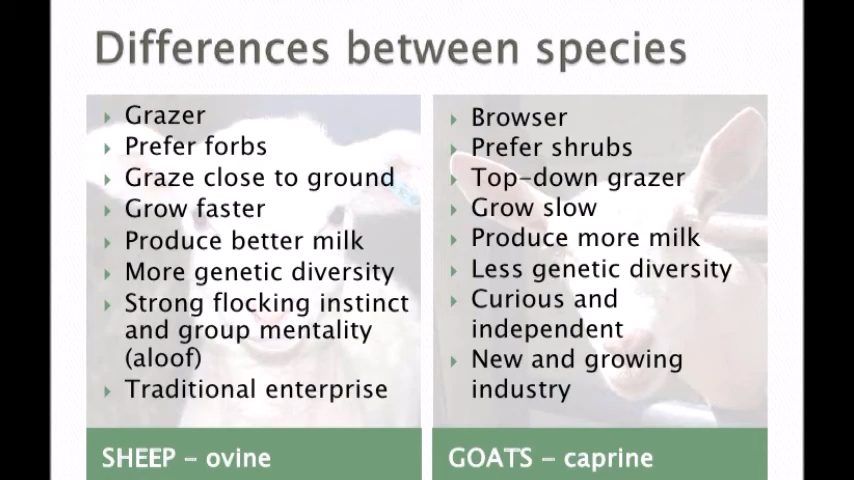 Differences between species
Grazer
Prefer forbs
Graze close to ground
Grow faster
Produce better milk
More genetic diversity
Strong flocking instinct
and group mentality
(aloof)
Traditional enterprise
SHEEP – ovine
Browser
Prefer shrubs
Top-down grazer
Grow slow
Produce more milk
Less genetic diversity
Curious and
independent
New and growing
industry
GOATS – caprine